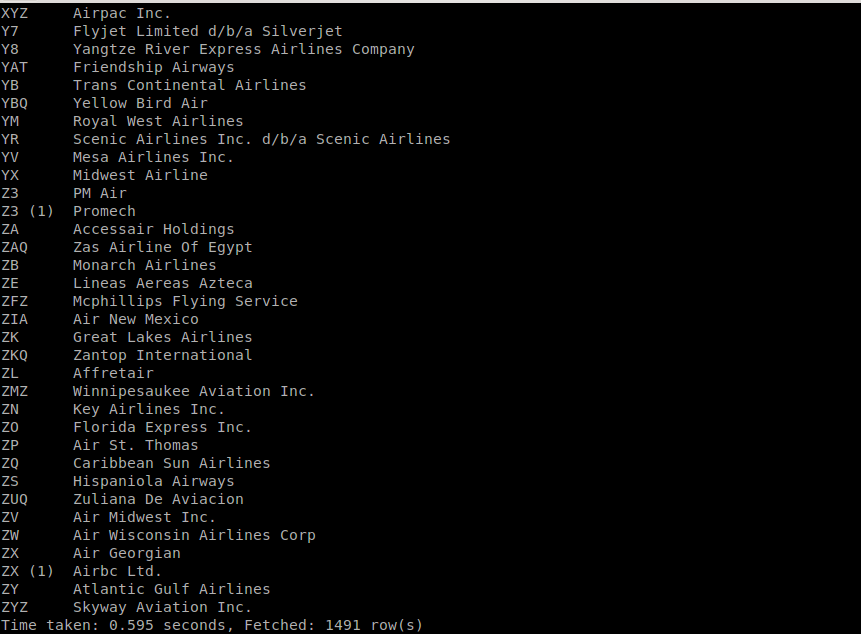 XYZ Airpac Inc.
Y7 Flyjet Limited d/b/a Silverjet
Y8 Yangtze River Express Airlines Company
YAT Friendship Airways
YB Trans Continental Airlines
YBQ Yellow Bird Air
YM Royal West Airlines
YR Scenic Airlines Inc. d/b/a Scenic Airlines
YV Mesa Airlines Inc.
YX Midwest Airline
Z3 PM Air
Z3 (1) Promech
ZA Accessair Holdings
ZAQ Zas Airline Of Egypt
ZB Monarch Airlines
ZE Lineas Aereas Azteca
ZFZ Mcphillips Flying Service
ZIA Air New Mexico
ZK Great Lakes Airlines
ZKQ Zantop International
ZL Affretair
ZMZ Winnipesaukee Aviation Inc.
ZN Key Airlines Inc.
ZO Florida Express Inc.
ZP Air St. Thomas
ZQ Caribbean Sun Airlines
ZS Hispaniola Airways
ZUQ Zuliana De Aviacion
ZV Air Midwest Inc.
ZW Air Wisconsin Airlines Corp
ZX Air Georgian
ZX (1) Airbc Ltd.
ZY Atlantic Gulf Airlines
ZYZ Skyway Aviation Inc.
Time taken: 0.595 seconds, Fetched: 1491 row(s)